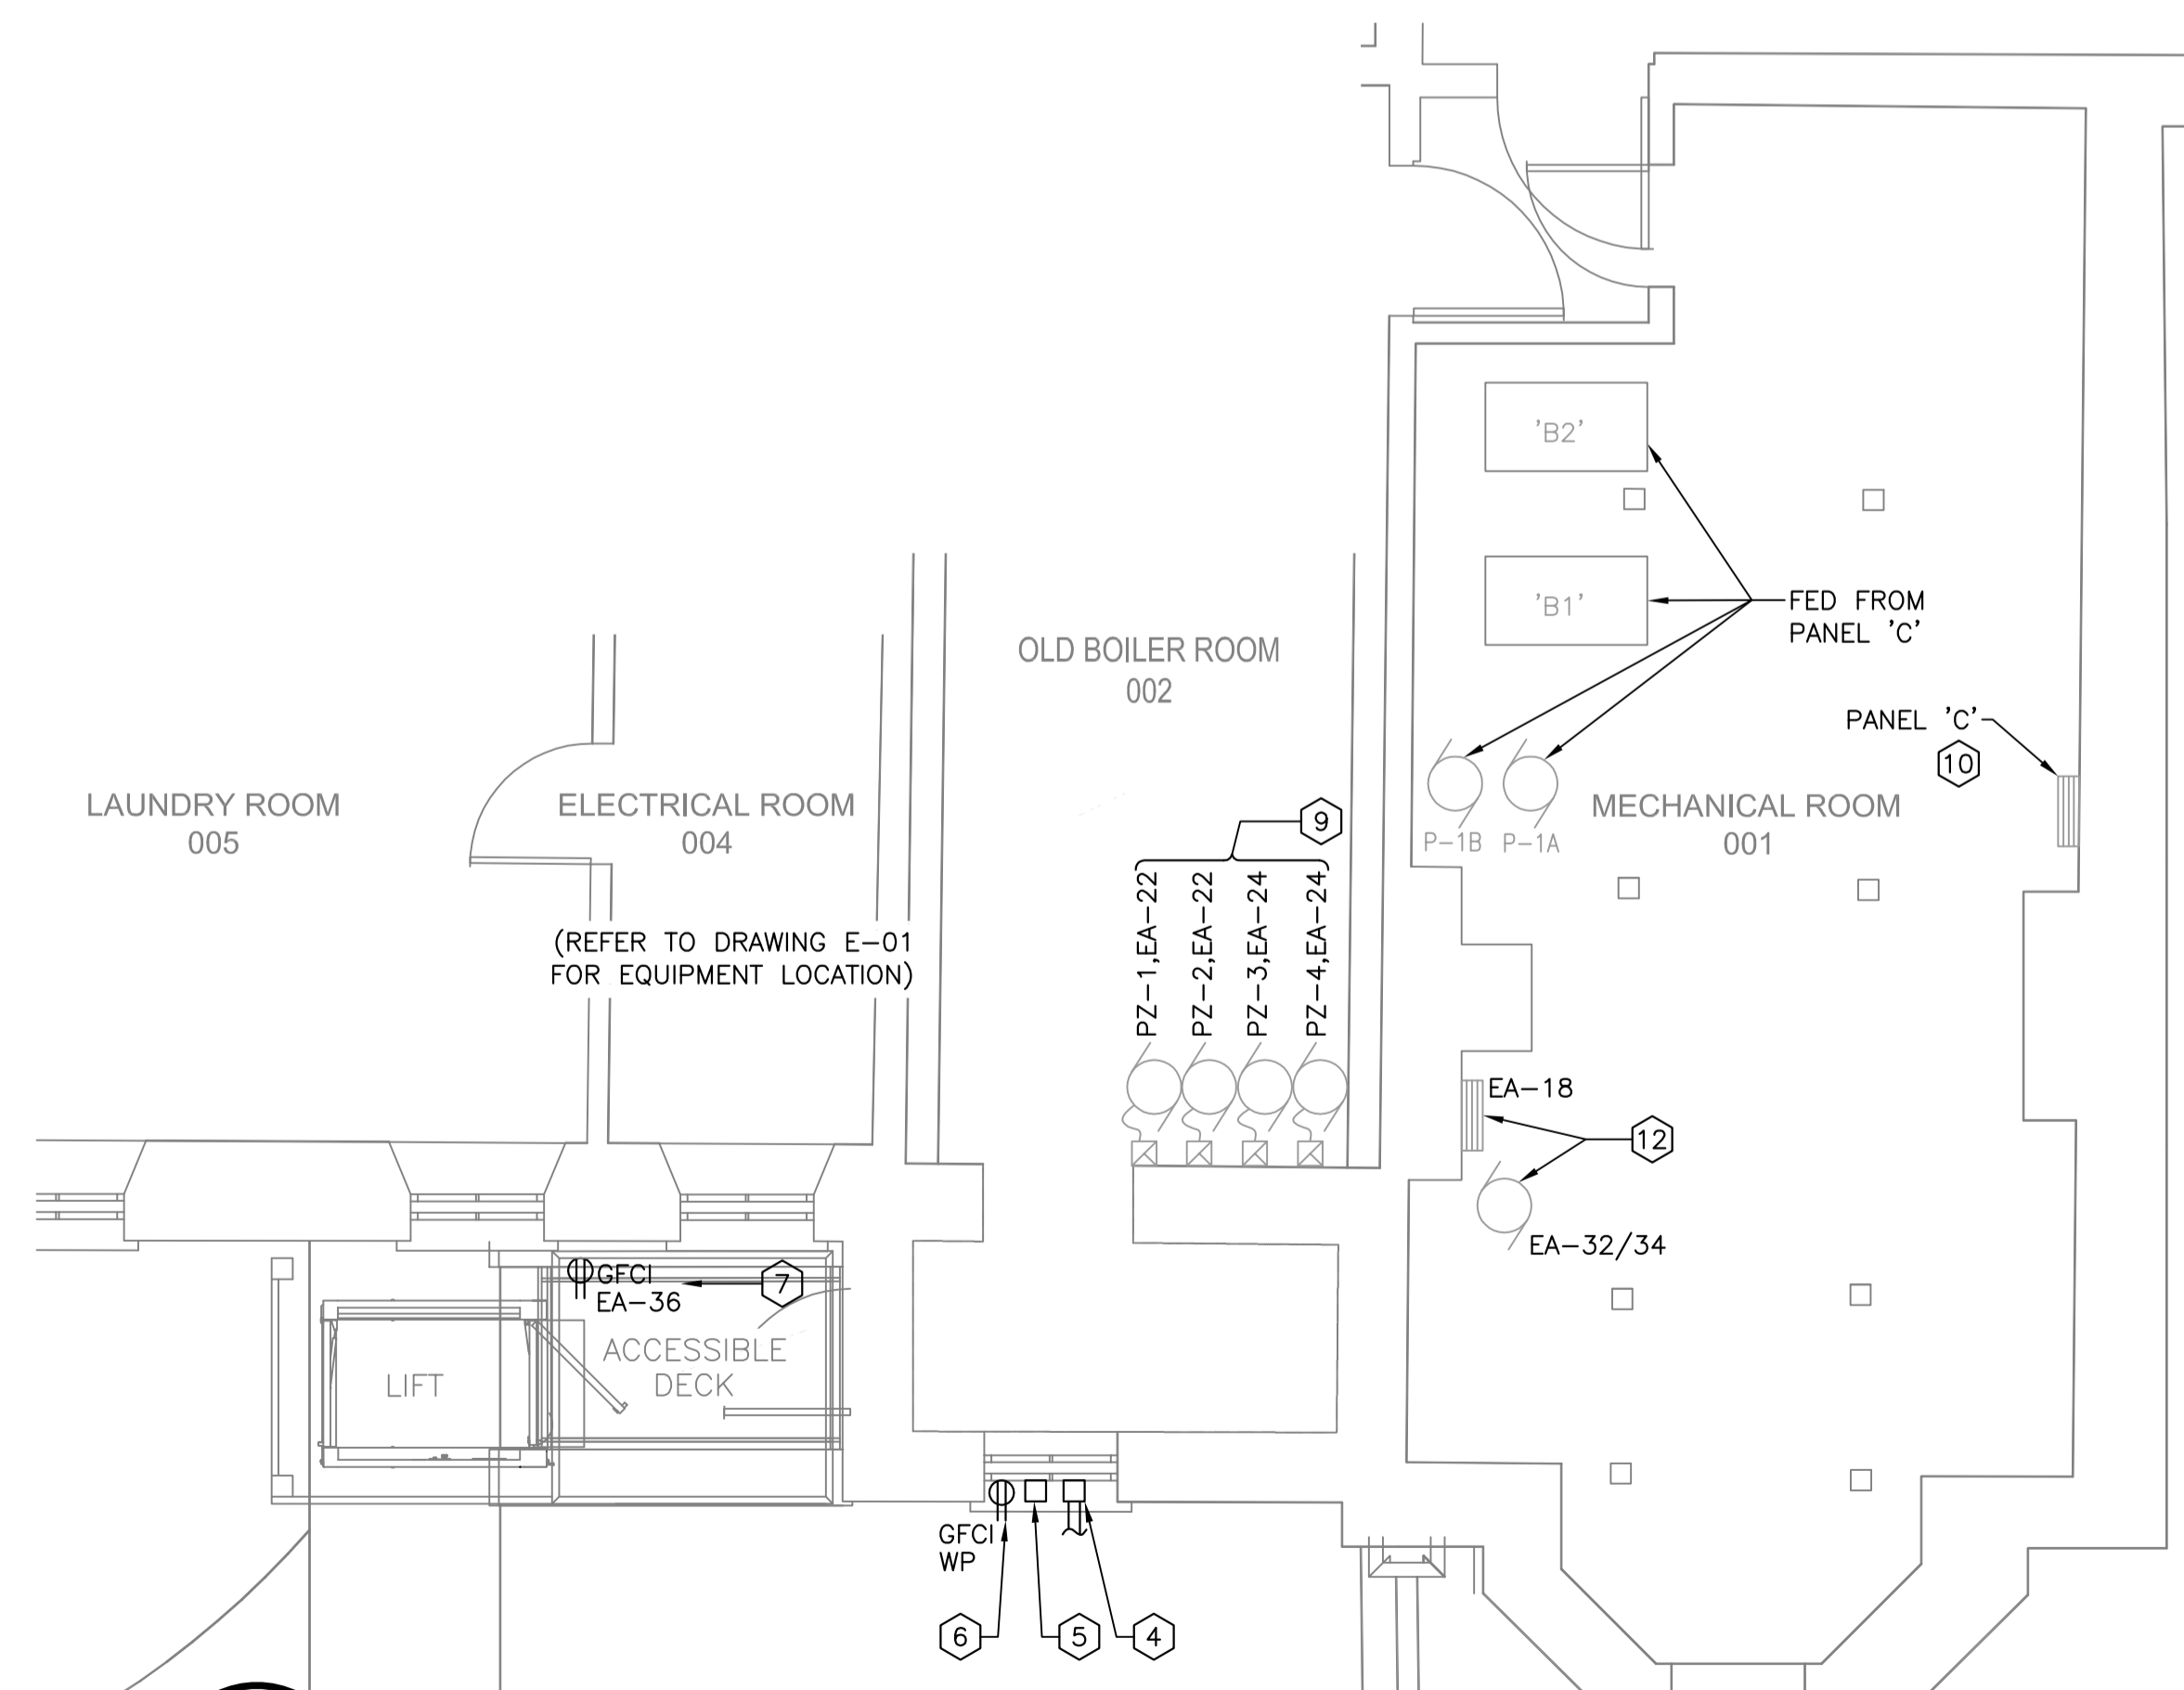 'B2'
'B1'
FED FROM
PANEL 'C'
OLD BOILER ROOM
002
PANEL 'C'
10
LAUNDRY ROOM
005
ELECTRICAL ROOM
004
9
P-1B
P-1A
MECHANICAL ROOM
001
(REFER TO DRAWING E-01
FOR EQUIPMENT LOCATION)
PZ-1,EA-22
PZ-2,EA-22
PZ-3,EA-24
PZ-4,EA-24
EA-18
12
EA-32/34
GFCI
EA-36
7
ACCESSIBLE
DECK
LIFT
GFCI
WP
6
5
4